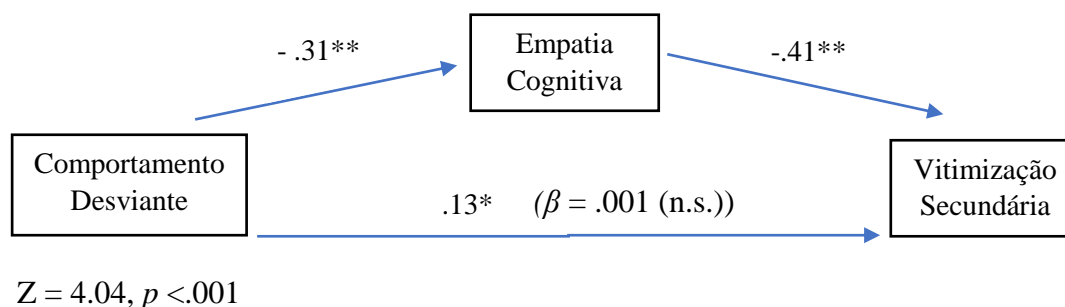 Empatia
Cognitiva
- .31**
-.41**
Comportamento
Desviante
Vitimização
Secundária
.13* (β = .001 (n.s.))
Z = 4.04, p <.001